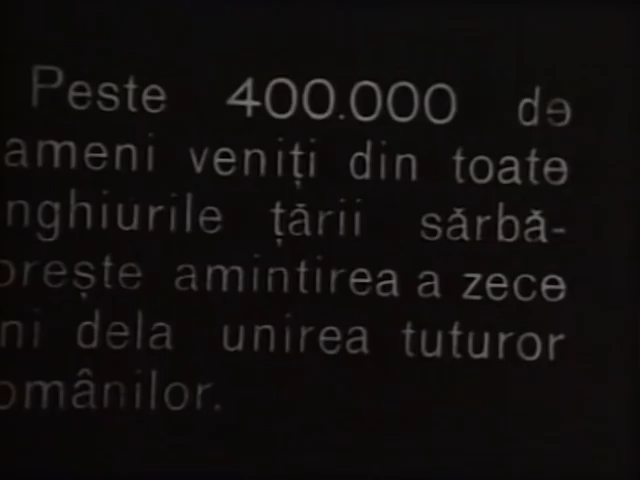 Peste 400.000 de
ameni veniți din toate
nghiurile țării sărbă-
orește amintirea a zece
ni dela unirea tuturor
omânilor.